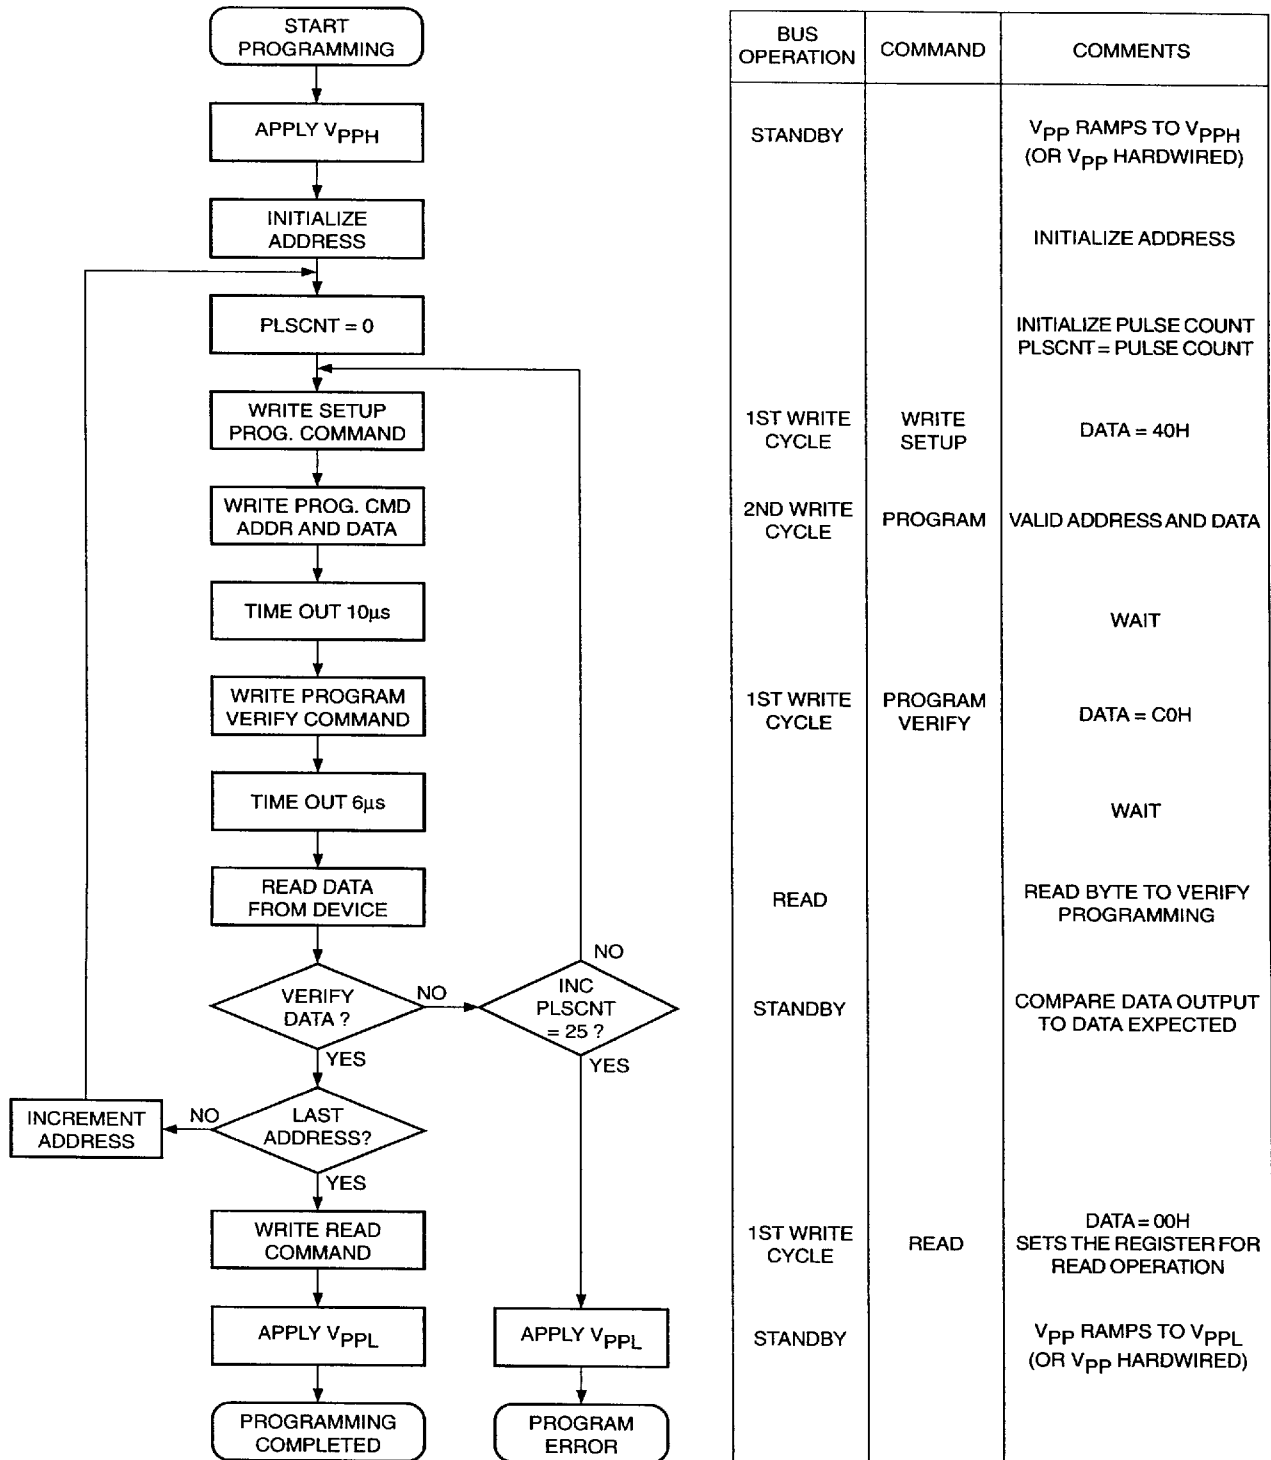 START
PROGRAMMING
APPLY VPPH
INITIALIZE
ADDRESS
PLSCNT = 0
WRITE SETUP
PROG. COMMAND
WRITE PROG. CMD
ADDR AND DATA
TIME OUT 10µs
WRITE PROGRAM
VERIFY COMMAND
TIME OUT 6µs
READ DATA
FROM DEVICE
VERIFY
DATA ?
NO
YES
INC
PLSCNT
= 25 ?
NO
YES
LAST
ADDRESS?
NO
YES
INCREMENT
ADDRESS
WRITE READ
COMMAND
APPLY VPPL
PROGRAMMING
COMPLETED
APPLY VPPL
PROGRAM
ERROR
BUS
OPERATION
COMMAND
COMMENTS
STANDBY
VPP RAMPS TO VPPH
(OR VPP HARDWIRED)
INITIALIZE ADDRESS
INITIALIZE PULSE COUNT
PLSCNT = PULSE COUNT
1ST WRITE
CYCLE
WRITE
SETUP
DATA = 40H
2ND WRITE
CYCLE
PROGRAM
VALID ADDRESS AND DATA
WAIT
1ST WRITE
CYCLE
PROGRAM
VERIFY
DATA = C0H
WAIT
READ
READ BYTE TO VERIFY
PROGRAMMING
STANDBY
COMPARE DATA OUTPUT
TO DATA EXPECTED
1ST WRITE
CYCLE
READ
DATA = 00H
SETS THE REGISTER FOR
READ OPERATION
STANDBY
VPP RAMPS TO VPPL
(OR VPP HARDWIRED)